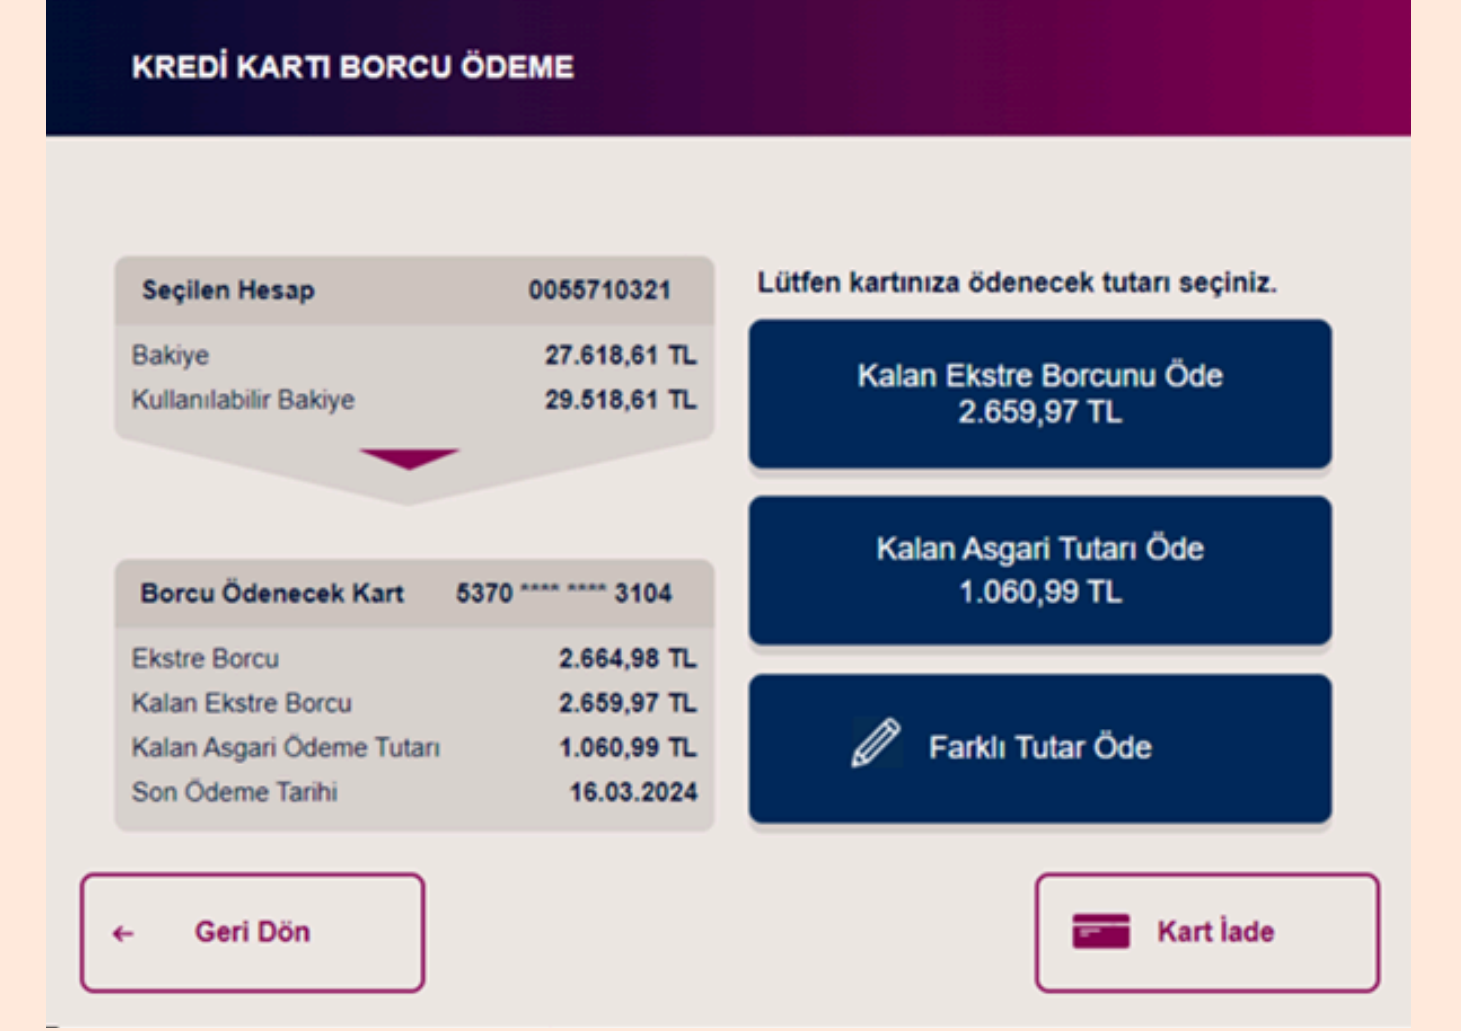 KREDİ KARTI BORCU ÖDEME
Seçilen Hesap 0055710321
Bakiye 27.618,61 TL
Kullanılabilir Bakiye 29.518,61 TL
Borcu Ödenecek Kart 5370 **** **** 3104
Ekstre Borcu 2.664,98 TL
Kalan Ekstre Borcu 2.659,97 TL
Kalan Asgari Ödeme Tutarı 1.060,99 TL
Son Ödeme Tarihi 16.03.2024
Lütfen kartınıza ödenecek tutarı seçiniz.
Kalan Ekstre Borcunu Öde
2.659,97 TL
Kalan Asgari Tutarı Öde
1.060,99 TL
Farklı Tutar Öde
← Geri Dön
Kart İade